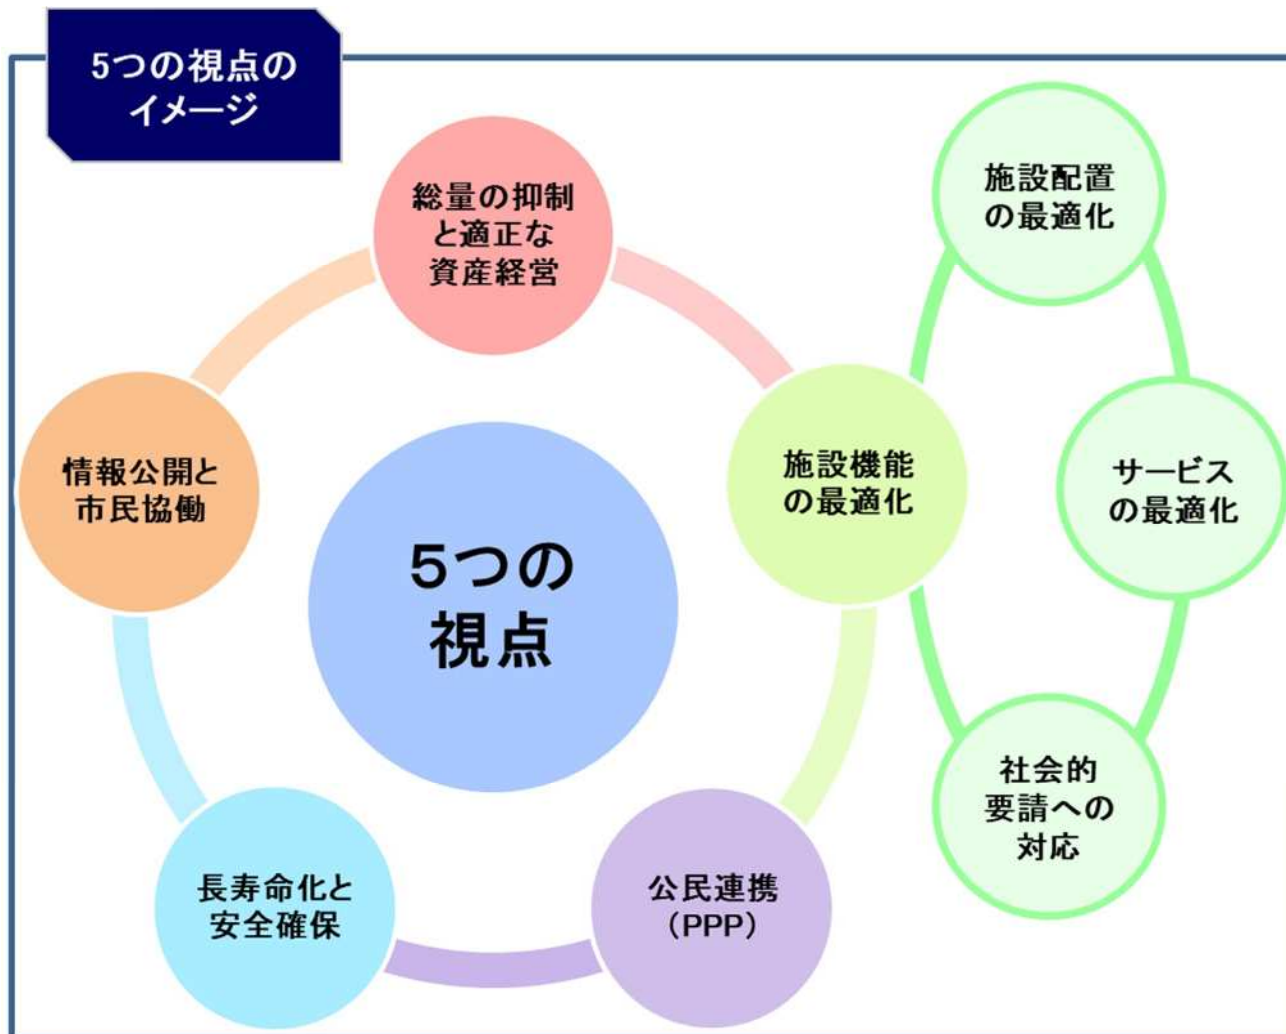 5つの視点の
イメージ
総量の抑制
と適正な
資産経営
施設機能
の最適化
公民連携
(PPP)
長寿命化と
安全確保
情報公開と
市民協働
5つの
視点
施設配置
の最適化
サービス
の最適化
社会的
要請への
対応